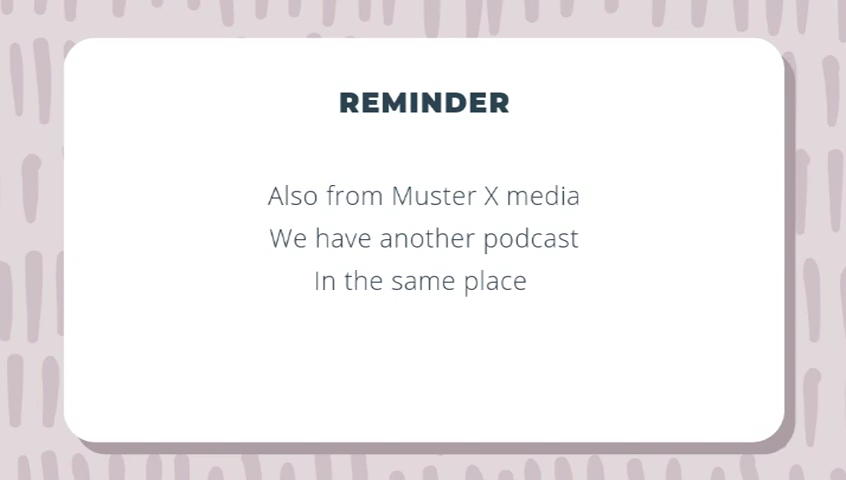 REMINDER
Also from Muster X media
We have another podcast
In the same place